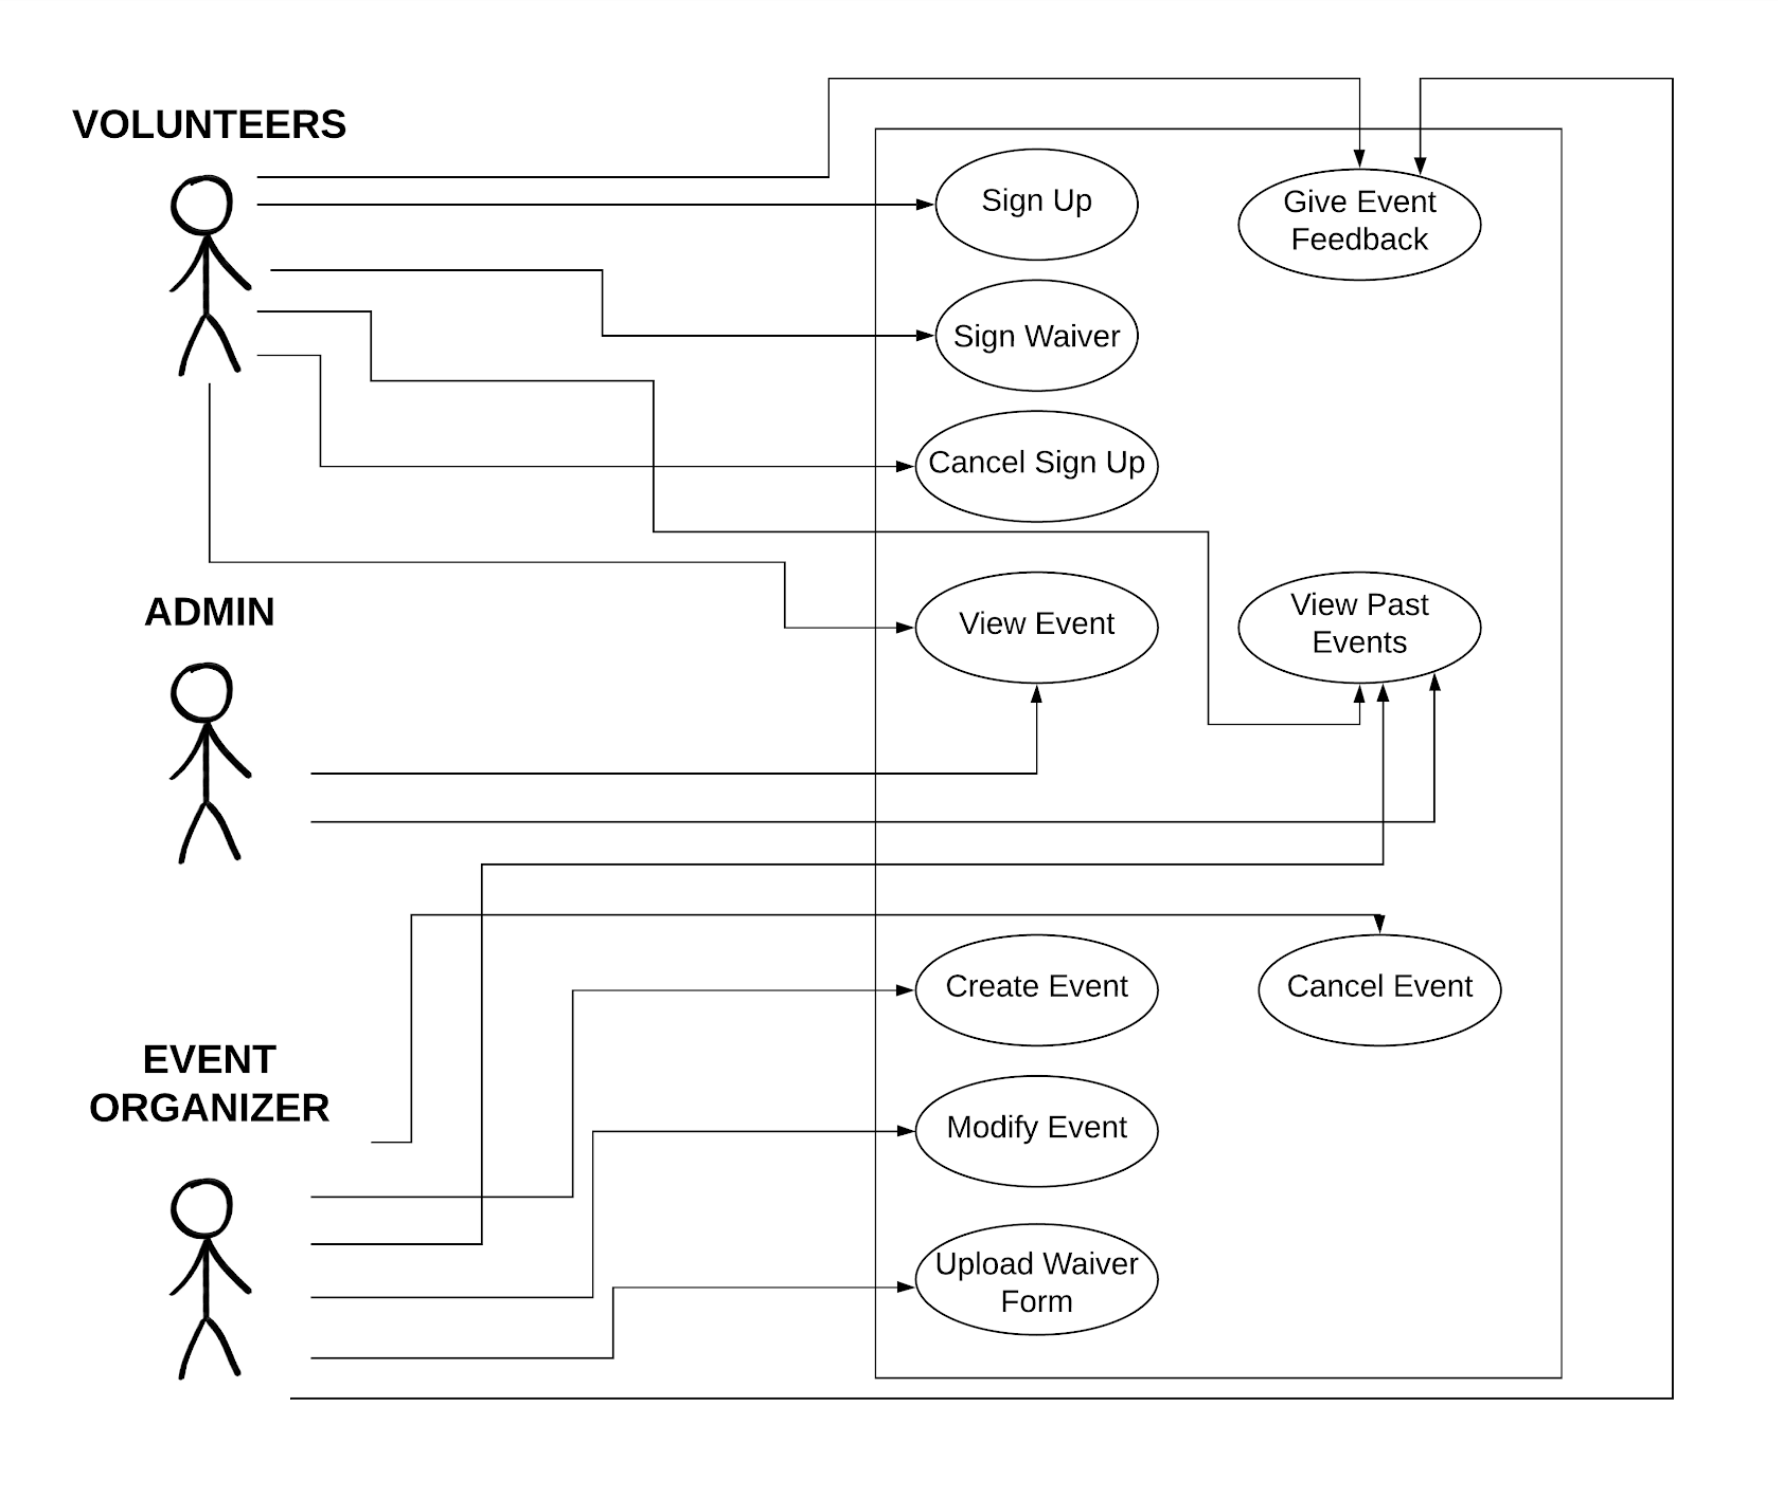 VOLUNTEERS
Sign Up
Give Event
Feedback
Sign Waiver
Cancel Sign Up
ADMIN
View Event
View Past
Events
EVENT
ORGANIZER
Create Event
Cancel Event
Modify Event
Upload Waiver
Form